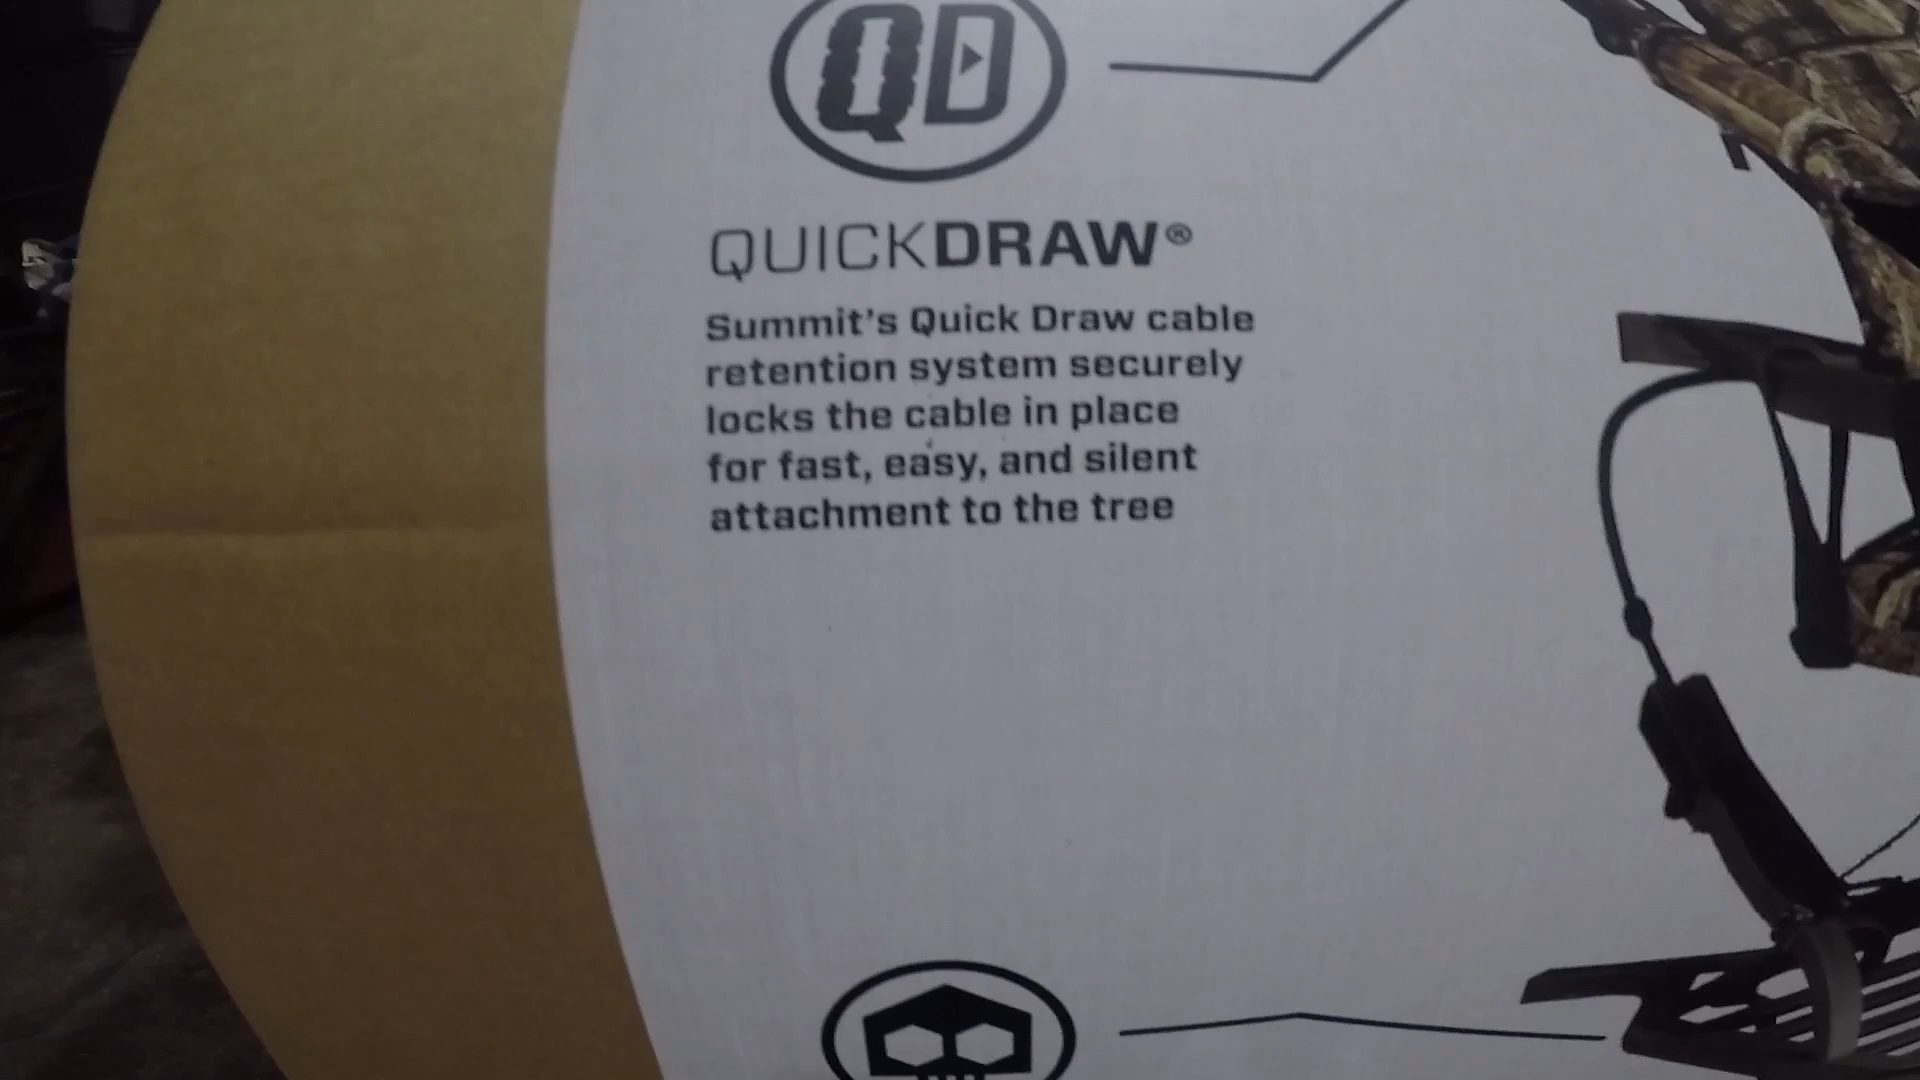 QD
QUICKDRAW®
Summit's Quick Draw cable
retention system securely
locks the cable in place
for fast, easy, and silent
attachment to the tree